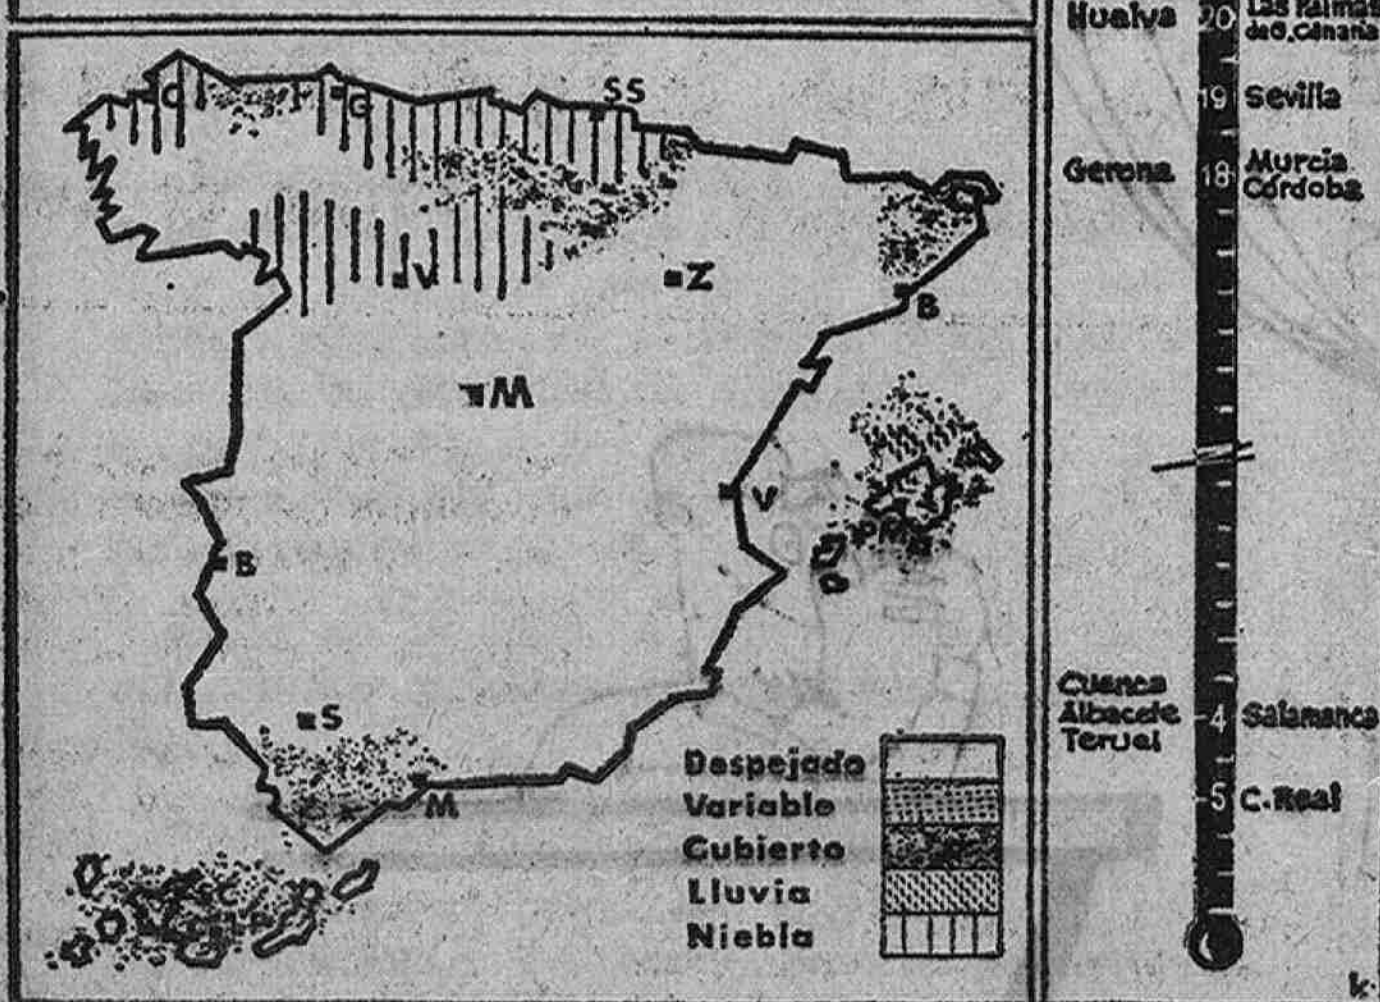 Huelva 20 Las Palmas
de G. Canaria
19 Sevilla
Gerona 18 Murcia
Córdoba
Cuenca
Albacete -4 Salamanca
Teruel
-5 C. Real
C
G
SS
V
Z
B
M
V
P M
B
S
M
Despejado
Variable
Cubierto
Lluvia
Niebla
k.